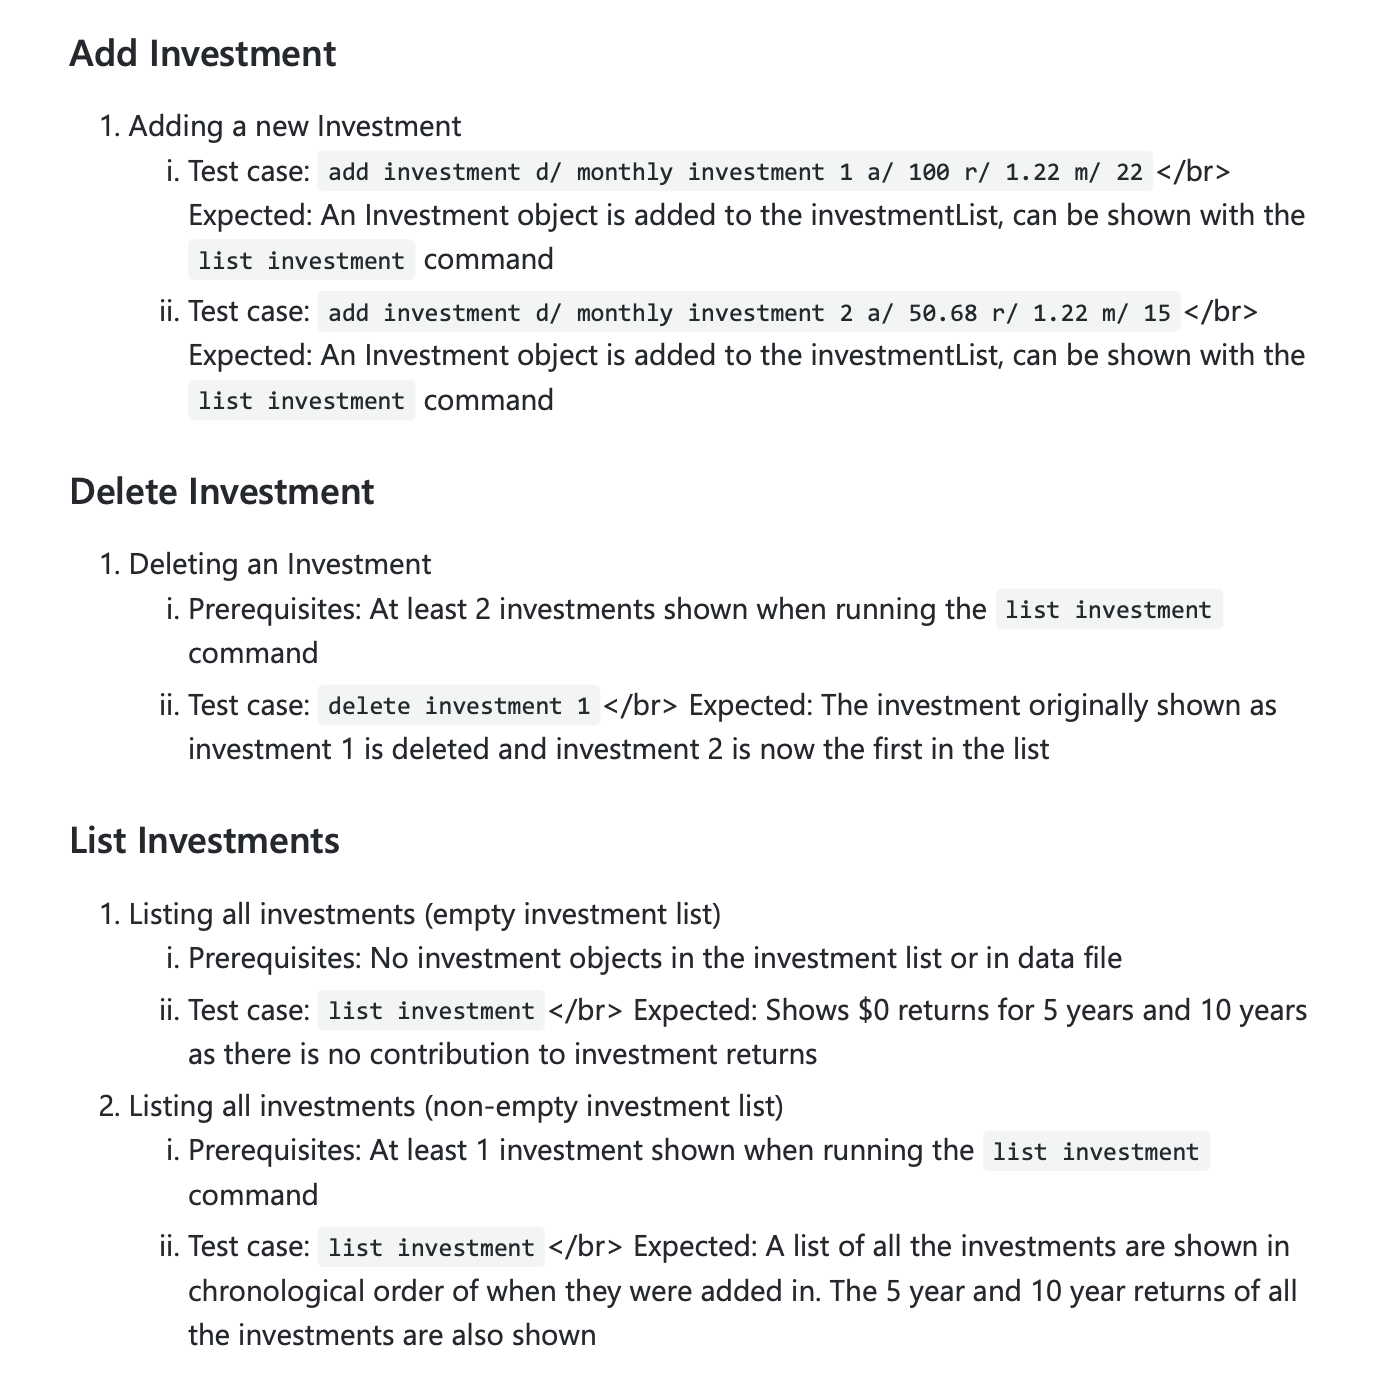 Add Investment
1. Adding a new Investment
i. Test case: add investment d/ monthly investment 1 a/ 100 r/ 1.22 m/ 22 </br>
Expected: An Investment object is added to the investmentList, can be shown with the
list investment command
ii. Test case: add investment d/ monthly investment 2 a/ 50.68 r/ 1.22 m/ 15 </br>
Expected: An Investment object is added to the investmentList, can be shown with the
list investment command
Delete Investment
1. Deleting an Investment
i. Prerequisites: At least 2 investments shown when running the list investment
command
ii. Test case: delete investment 1 </br> Expected: The investment originally shown as
investment 1 is deleted and investment 2 is now the first in the list
List Investments
1. Listing all investments (empty investment list)
i. Prerequisites: No investment objects in the investment list or in data file
ii. Test case: list investment </br> Expected: Shows $0 returns for 5 years and 10 years
as there is no contribution to investment returns
2. Listing all investments (non-empty investment list)
i. Prerequisites: At least 1 investment shown when running the list investment
command
ii. Test case: list investment </br> Expected: A list of all the investments are shown in
chronological order of when they were added in. The 5 year and 10 year returns of all
the investments are also shown